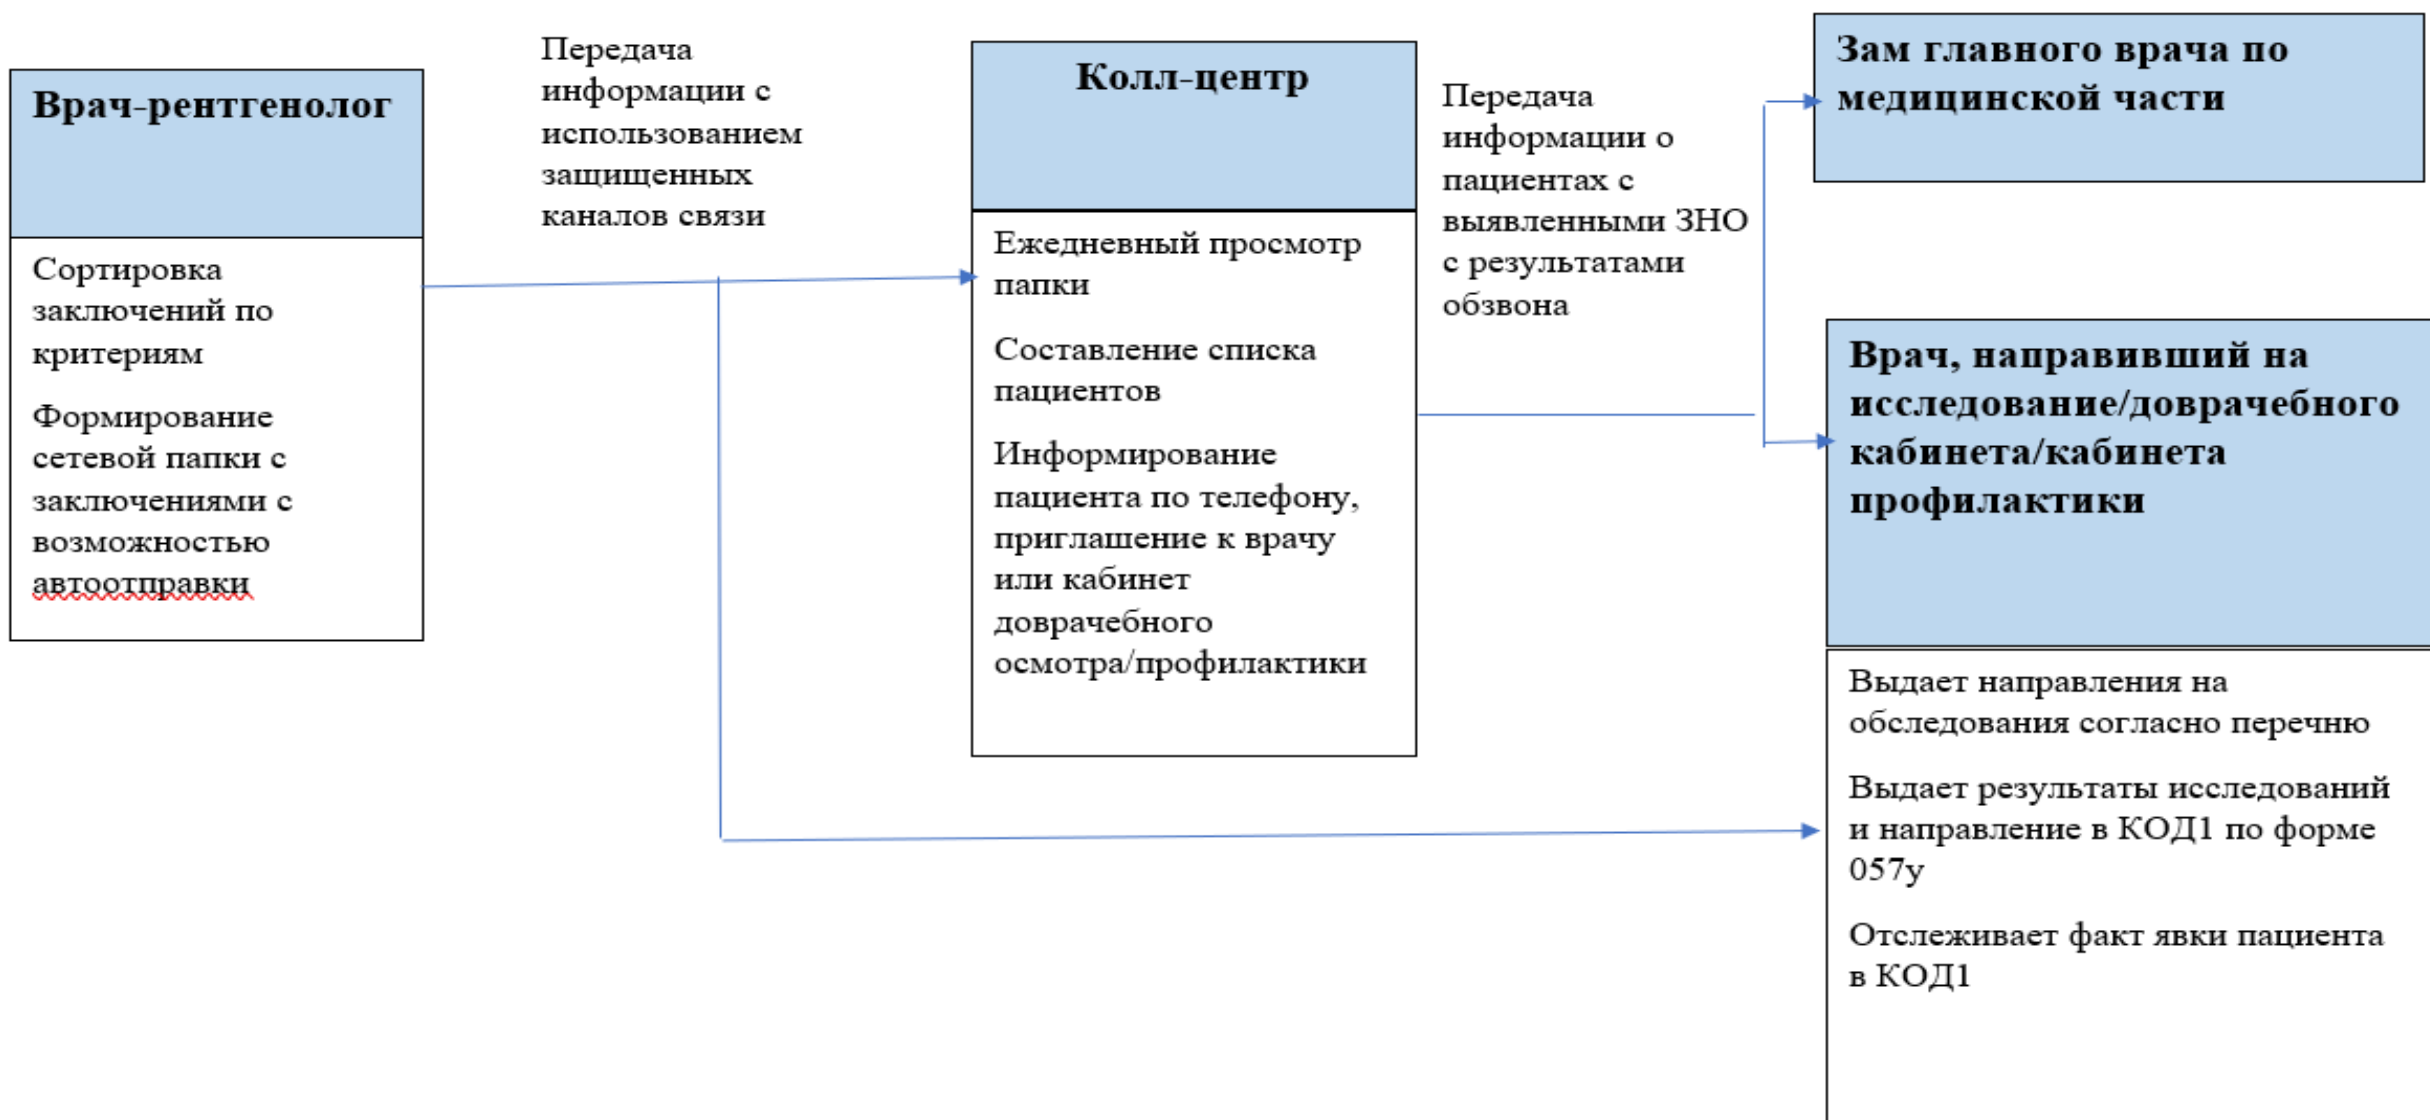 Врач-рентгенолог
Сортировка
заключений по
критериям
Формирование
сетевой папки с
заключениями с
возможностью
автоотправки
Передача
информации с
использованием
защищенных
каналов связи
Колл-центр
Ежедневный просмотр
папки
Составление списка
пациентов
Информирование
пациента по телефону,
приглашение к врачу
или кабинет
доврачебного
осмотра/профилактики
Передача
информации о
пациентах с
выявленными ЗНО
с результатами
обзвона
Зам главного врача по
медицинской части
Врач, направивший на
исследование/доврачебного
кабинета/кабинета
профилактики
Выдает направления на
обследования согласно перечню
Выдает результаты исследований
и направление в КОД1 по форме
057у
Отслеживает факт явки пациента
в КОД1